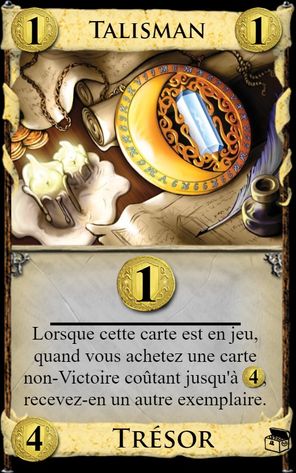 1 TALISMAN 1
1
Lorsque cette carte est en jeu,
quand vous achetez une carte
non-Victoire coûtant jusqu'à 4,
recevez-en un autre exemplaire.
4 TRÉSOR